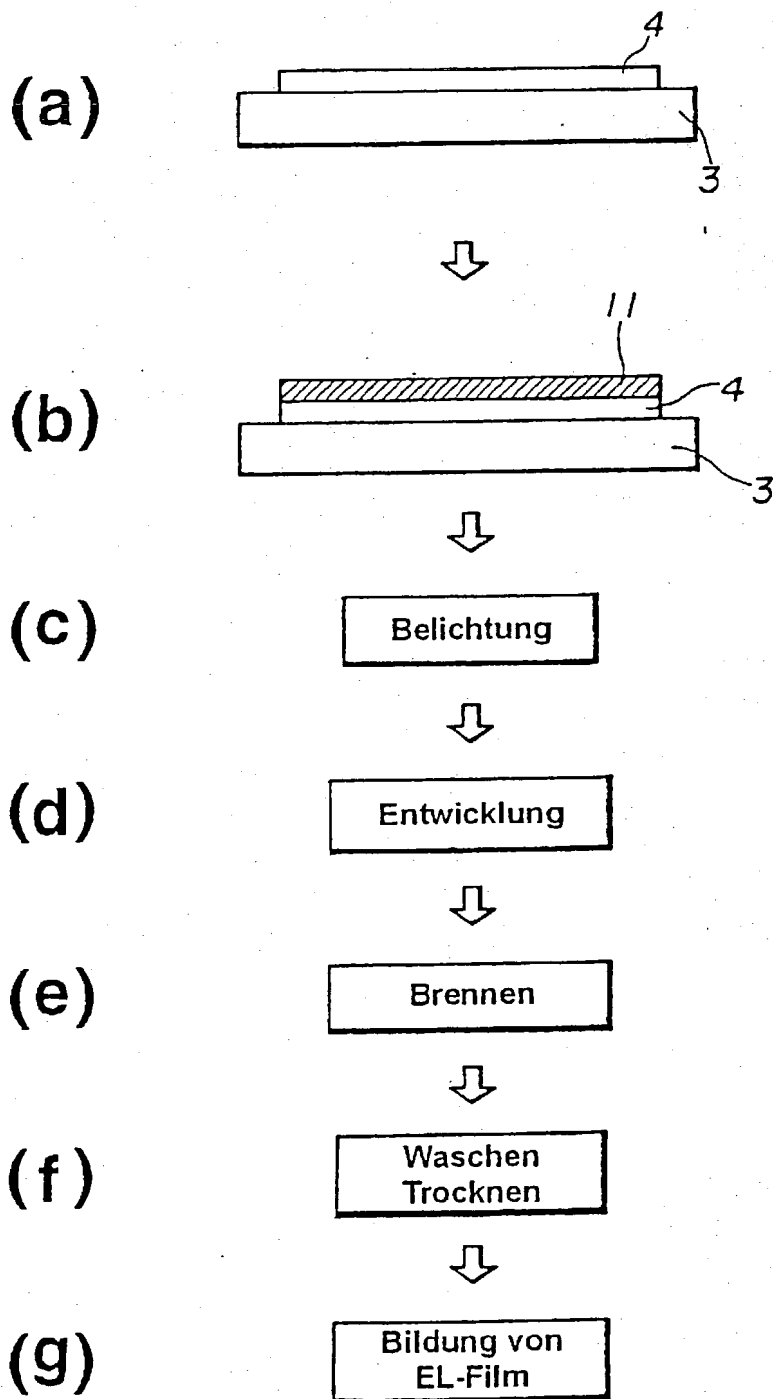 4
(a)
3
11
(b)
4
3
(c)
Belichtung
(d)
Entwicklung
(e)
Brennen
(f)
Waschen
Trocknen
(g)
Bildung von
EL-Film